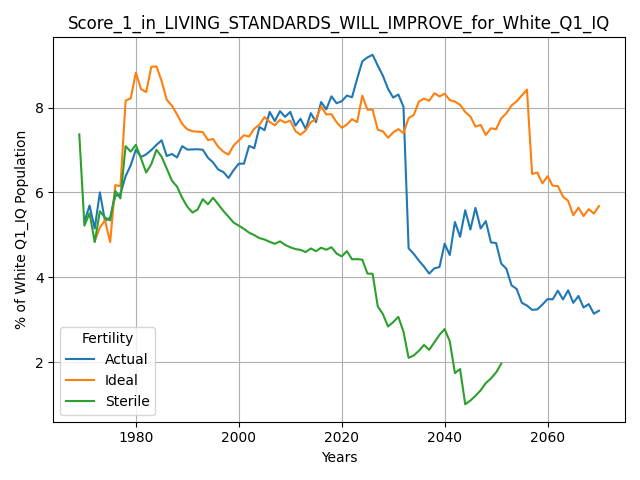 Score_1_in_LIVING_STANDARDS_WILL_IMPROVE_for_White_Q1_IQ
% of White Q1_IQ Population
8
6
4
2
Fertility
Actual
Ideal
Sterile
1980 2000 2020 2040 2060
Years